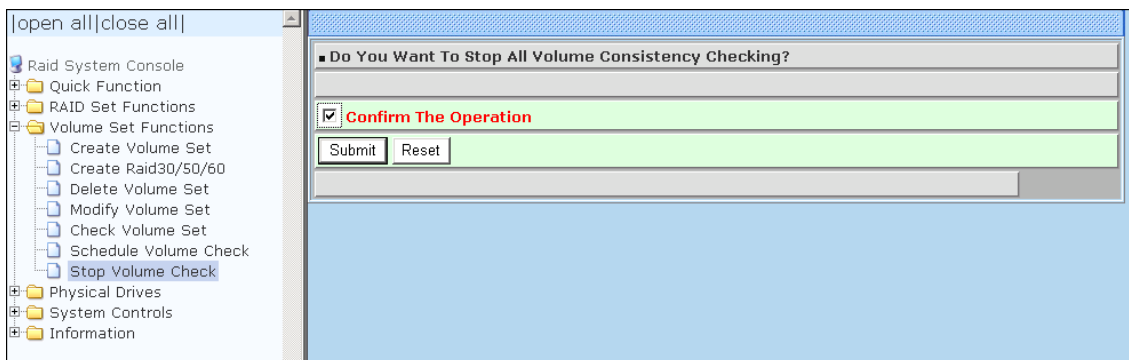 |open all|close all|
Raid System Console
Quick Function
RAID Set Functions
Volume Set Functions
Create Volume Set
Create Raid30/50/60
Delete Volume Set
Modify Volume Set
Check Volume Set
Schedule Volume Check
Stop Volume Check
Physical Drives
System Controls
Information
Do You Want To Stop All Volume Consistency Checking?
Confirm The Operation
Submit Reset